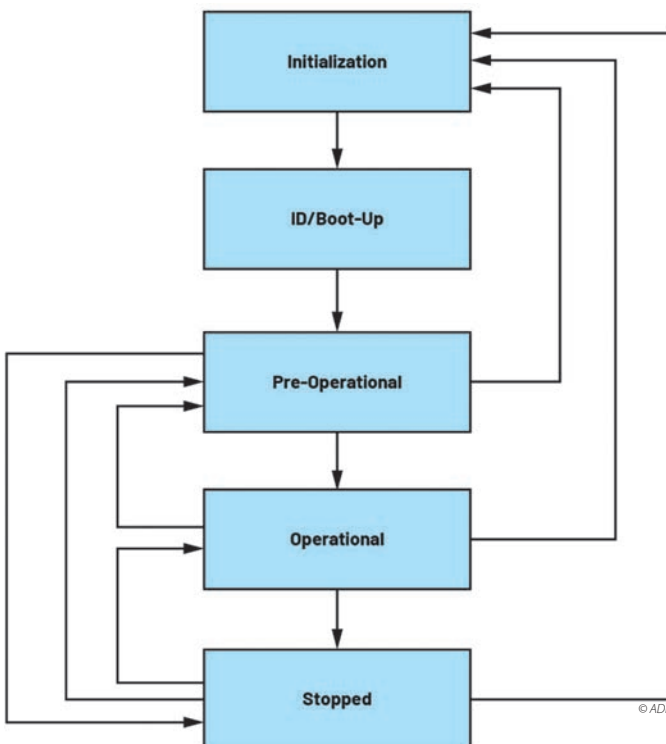 Initialization
ID/Boot-Up
Pre-Operational
Operational
Stopped